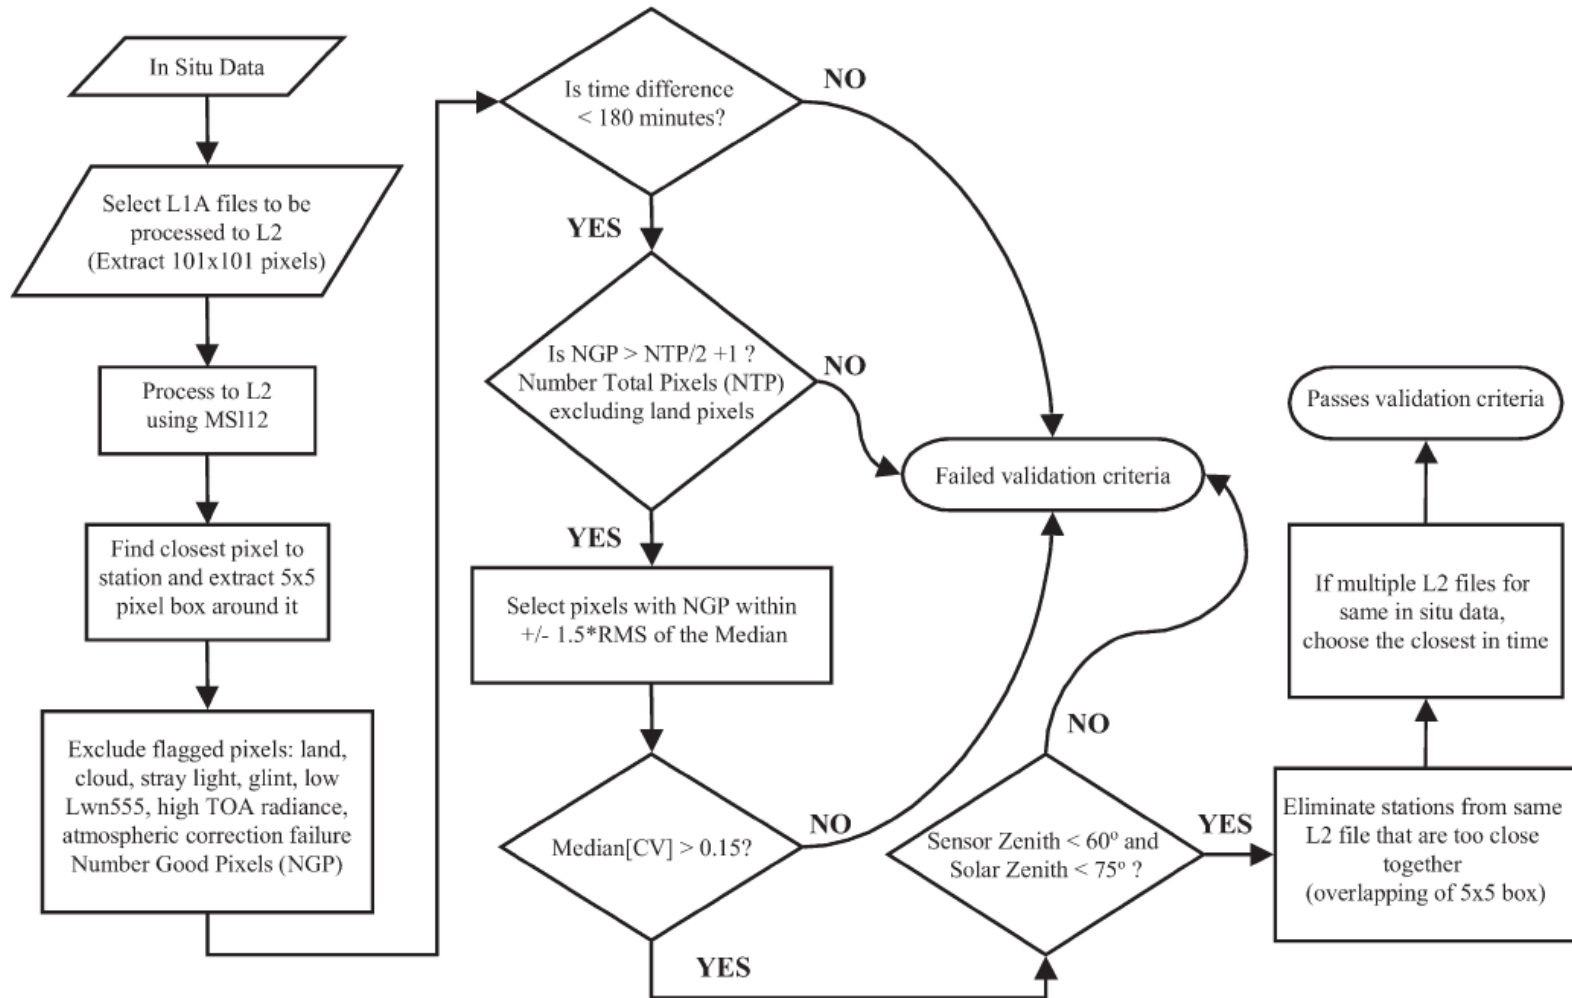 In Situ Data
Select L1A files to be
processed to L2
(Extract 101x101 pixels)
Process to L2
using MSl12
Find closest pixel to
station and extract 5x5
pixel box around it
Exclude flagged pixels: land,
cloud, stray light, glint, low
Lwn555, high TOA radiance,
atmospheric correction failure
Number Good Pixels (NGP)
Is time difference
< 180 minutes?
NO
YES
Is NGP > NTP/2 +1 ?
Number Total Pixels (NTP)
excluding land pixels
NO
YES
Select pixels with NGP within
+/- 1.5*RMS of the Median
Median[CV] > 0.15?
NO
YES
Failed validation criteria
Sensor Zenith < 60º and
Solar Zenith < 75º ?
NO
YES
Eliminate stations from same
L2 file that are too close
together
(overlapping of 5x5 box)
If multiple L2 files for
same in situ data,
choose the closest in time
Passes validation criteria